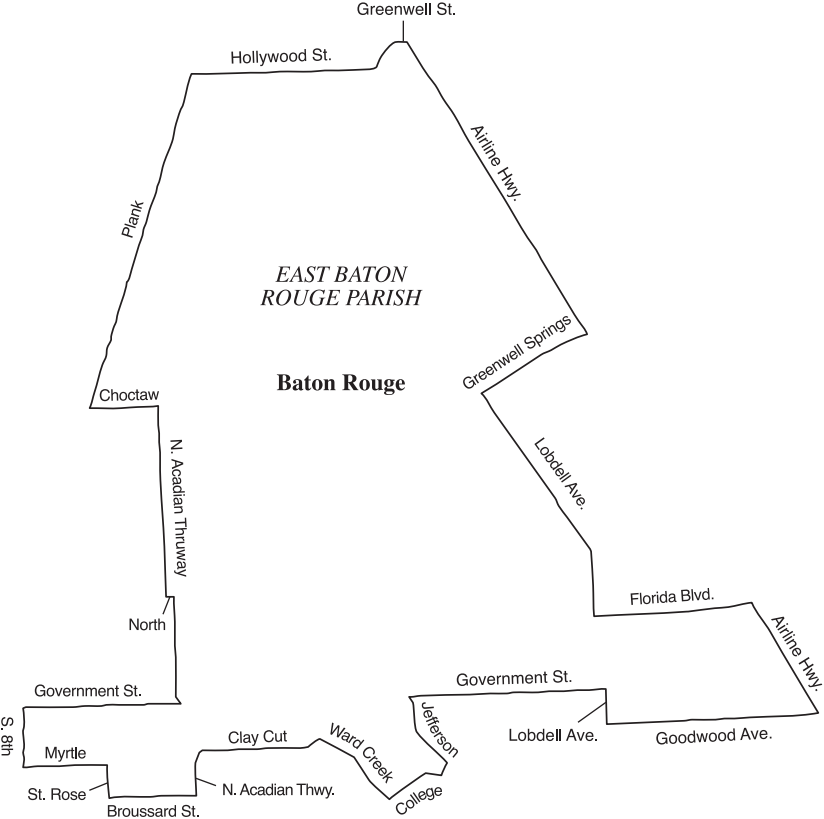 Greenwell St.
Hollywood St.
Airline Hwy.
Plank
EAST BATON
ROUGE PARISH
Greenwell Springs
Baton Rouge
Choctaw
N. Acadian Thruway
Lobdell Ave.
Florida Blvd.
North
Airline Hwy.
Government St.
Government St.
S. 8th
Jefferson
Lobdell Ave.
Goodwood Ave.
Myrtle
Clay Cut
Ward Creek
St. Rose
N. Acadian Thwy.
College
Broussard St.